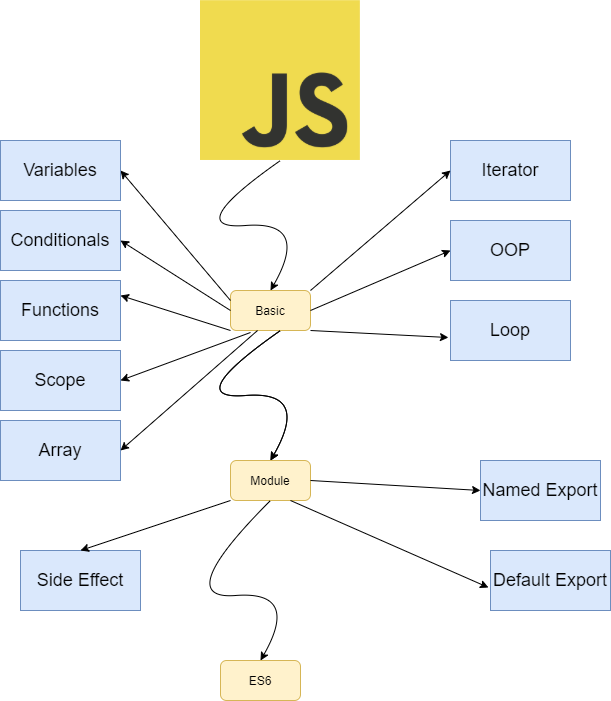 JS
Variables
Iterator
Conditionals
OOP
Functions
Basic
Loop
Scope
Array
Module
Named Export
Side Effect
Default Export
ES6